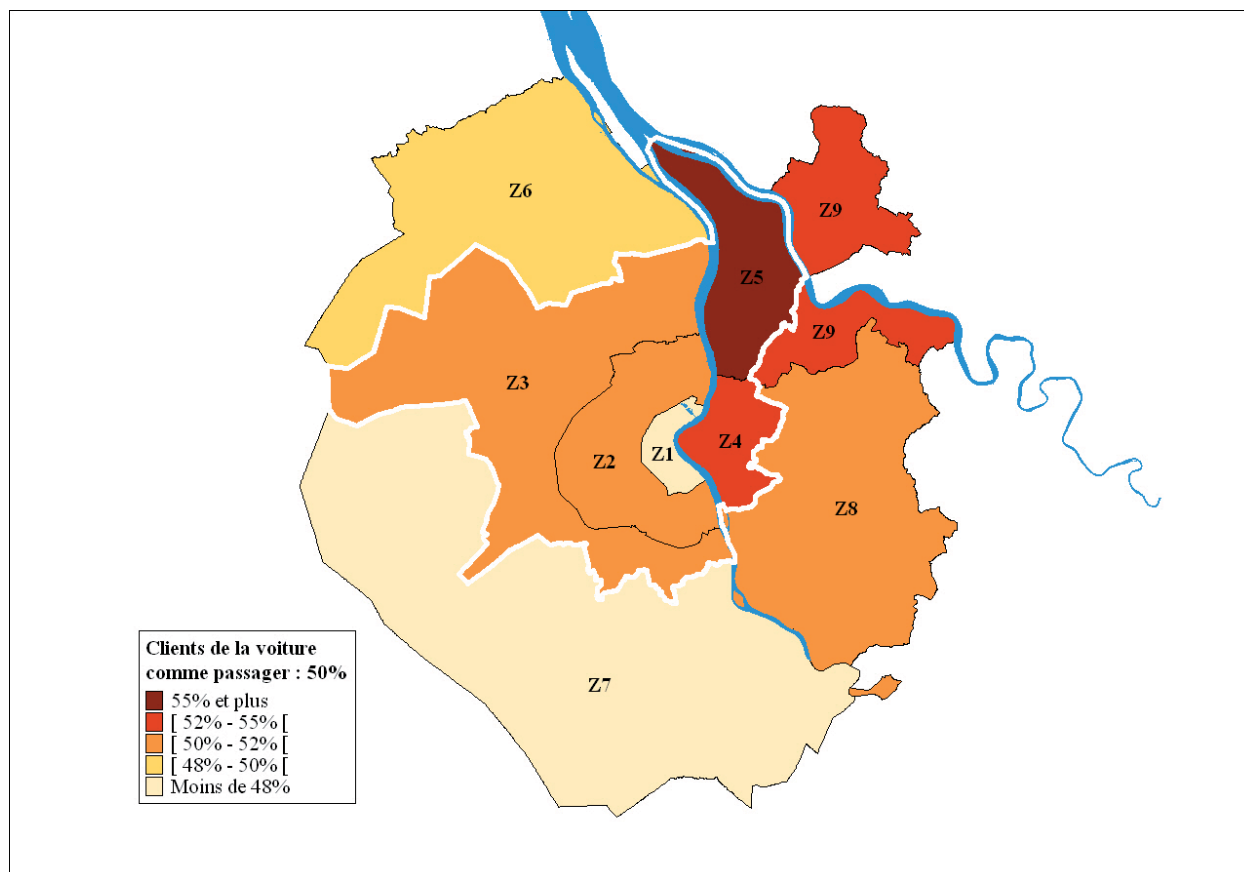 Z6
Z9
Z5
Z9
Z3
Z4
Z1
Z2
Z8
Z7
Clients de la voiture
comme passager : 50%
55% et plus
[ 52% - 55% [
[ 50% - 52% [
[ 48% - 50% [
Moins de 48%